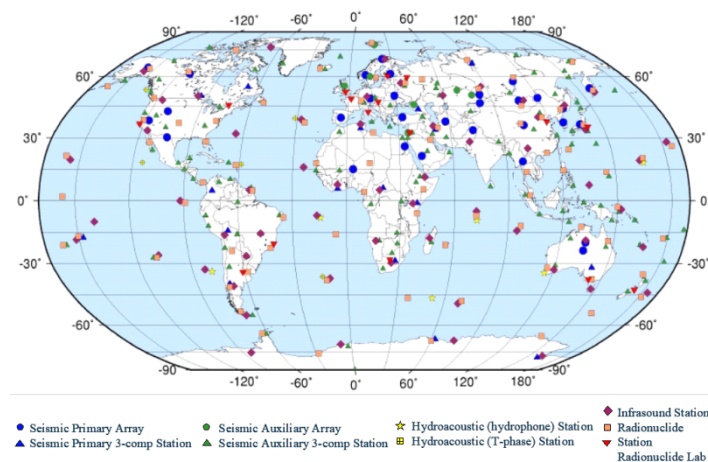 -120° -60° 0° 60° 120°
90° 90°
60° 60°
30° 30°
0° 0°
-30° -30°
-60° -60°
-90° -90°
-120° -60° 0° 60° 120° 180°
Seismic Primary Array
Seismic Primary 3-comp Station
Seismic Auxiliary Array
Seismic Auxiliary 3-comp Station
Hydroacoustic (hydrophone) Station
Hydroacoustic (T-phase) Station
Infrasound Station
Radionuclide
Station
Radionuclide Lab